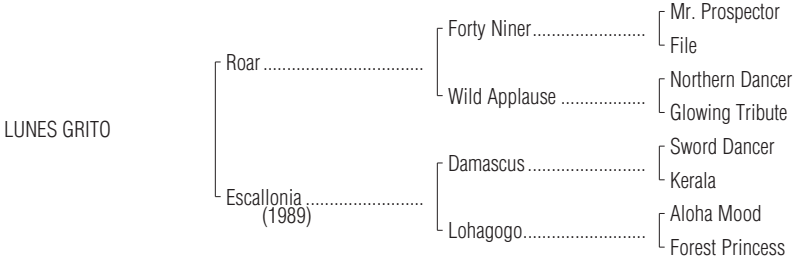 Mr. Prospector
Forty Niner........................
File
Roar ..................................
Northern Dancer
Wild Applause ..................
Glowing Tribute
LUNES GRITO
Sword Dancer
Damascus.........................
Kerala
Escallonia .........................
(1989)
Aloha Mood
Lohagogo..........................
Forest Princess